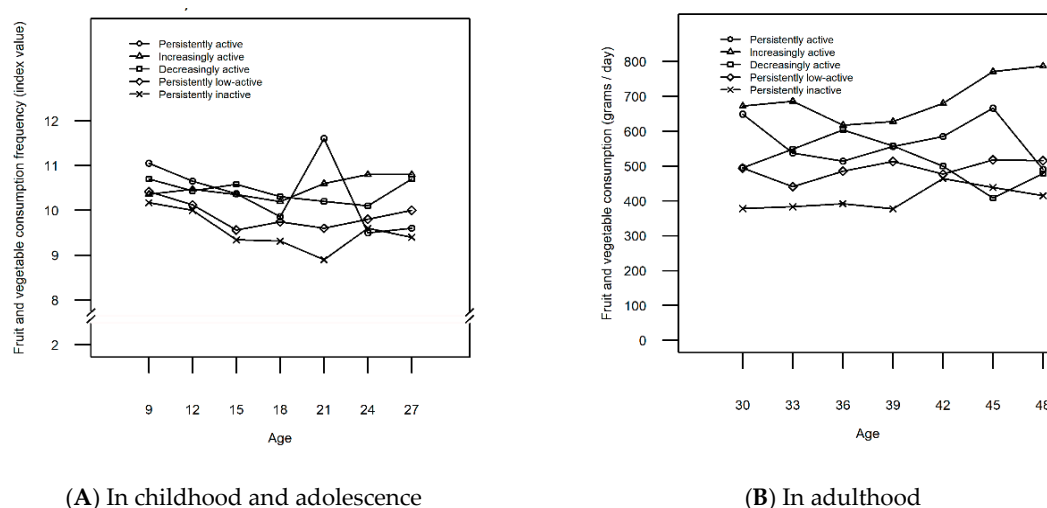 Persistently active
Increasingly active
Decreasingly active
Persistently low-active
Persistently inactive
Fruit and vegetable consumption frequency (index value)
12
11
10
9
8
2
9 12 15 18 21 24 27
Age
(A) In childhood and adolescence
Persistently active
Increasingly active
Decreasingly active
Persistently low-active
Persistently inactive
Fruit and vegetable consumption (grams / day)
800
700
600
500
400
300
200
100
0
30 33 36 39 42 45 48
Age
(B) In adulthood